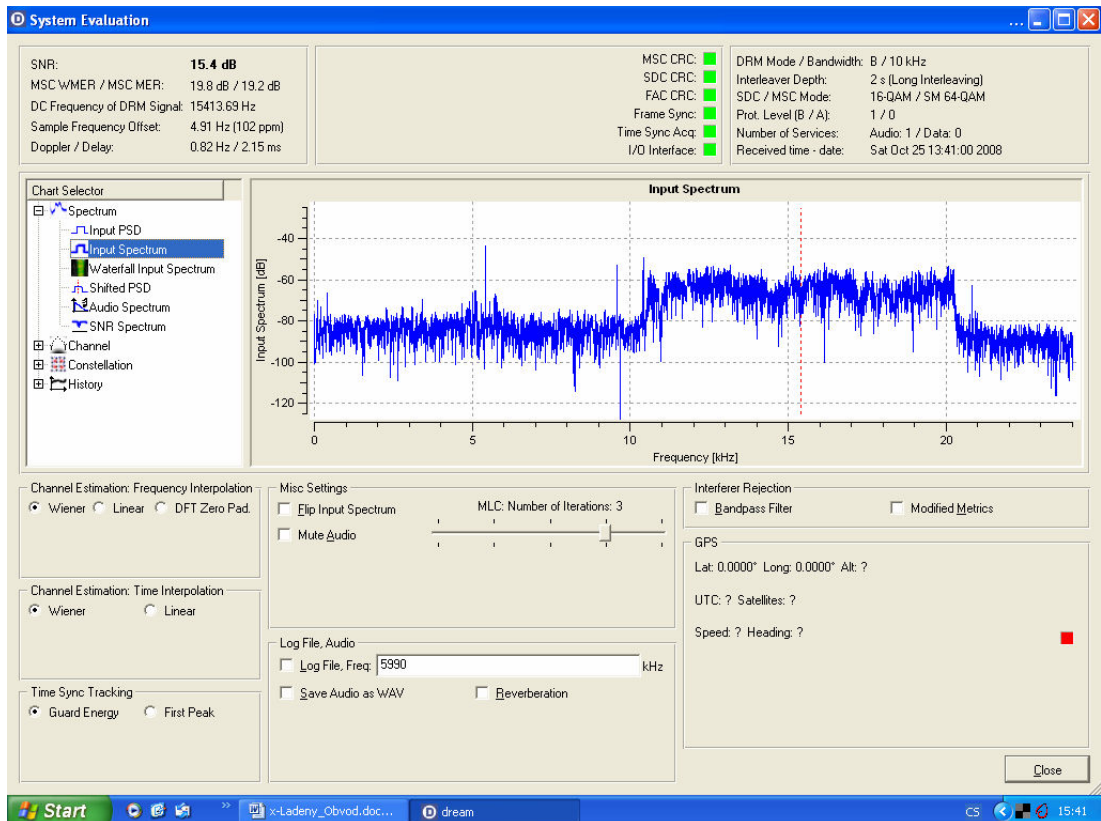 System Evaluation
SNR: 15.4 dB
MSC WMER / MSC MER: 19.8 dB / 19.2 dB
DC Frequency of DRM Signal: 15413.69 Hz
Sample Frequency Offset: 4.91 Hz (102 ppm)
Doppler / Delay: 0.82 Hz / 2.15 ms
MSC CRC:
SDC CRC:
FAC CRC:
Frame Sync:
Time Sync Acq:
I/O Interface:
DRM Mode / Bandwidth: B / 10 kHz
Interleaver Depth: 2 s (Long Interleaving)
SDC / MSC Mode: 16-QAM / SM 64-QAM
Prot. Level (B / A): 1 / 0
Number of Services: Audio: 1 / Data: 0
Received time - date: Sat Oct 25 13:41:00 2008
Chart Selector
Spectrum
Input PSD
Input Spectrum
Waterfall Input Spectrum
Shifted PSD
Audio Spectrum
SNR Spectrum
Channel
Constellation
History
Input Spectrum
Input Spectrum [dB]
-40
-60
-80
-100
-120
0 5 10 15 20
Frequency [kHz]
Channel Estimation: Frequency Interpolation
Wiener Linear DFT Zero Pad.
Channel Estimation: Time Interpolation
Wiener Linear
Time Sync Tracking
Guard Energy First Peak
Misc Settings
Flip Input Spectrum
MLC: Number of Iterations: 3
Mute Audio
Log File, Audio
Log File, Freq: 5990 kHz
Save Audio as WAV Reverberation
Interferer Rejection
Bandpass Filter Modified Metrics
GPS
Lat: 0.0000° Long: 0.0000° Alt: ?
UTC: ? Satellites: ?
Speed: ? Heading: ?
Close
Start
x-Ladeny_Obvod.doc...
dream
CS
15:41